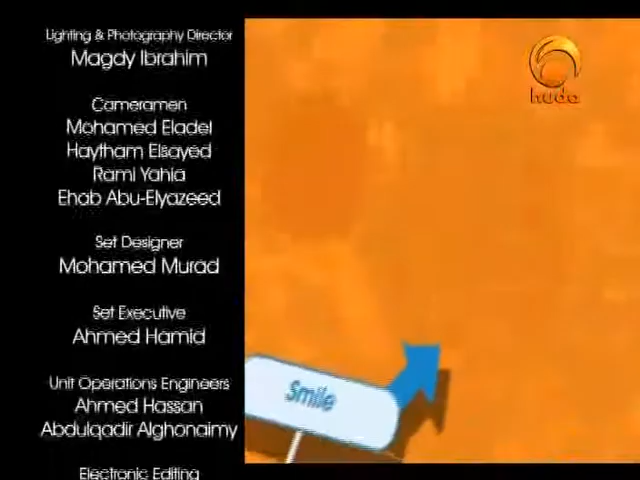 Lighting & Photography Director
Magdy Ibrahim
Cameramen
Mohamed Eladel
Haytham Elsayed
Rami Yahia
Ehab Abu-Elyazeed
Set Designer
Mohamed Murad
Set Executive
Ahmed Hamid
Unit Operations Engineers
Ahmed Hassan
Abdulqadir Alghonaimy
Electronic Editing
huda
Smile